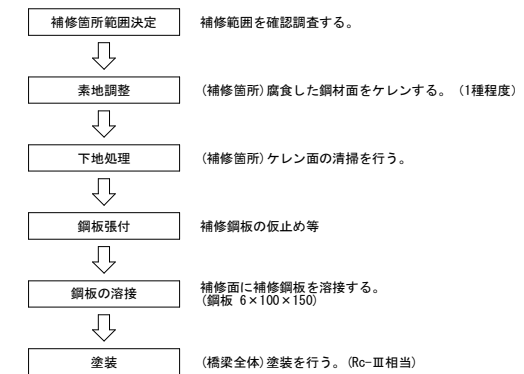 補修箇所範囲決定
補修範囲を確認調査する。
素地調整
(補修箇所)腐食した鋼材面をケレンする。(1種程度)
下地処理
(補修箇所)ケレン面の清掃を行う。
鋼板張付
補修鋼板の仮止め等
鋼板の溶接
補修面に補修鋼板を溶接する。
(鋼板 6×100×150)
塗装
(橋梁全体)塗装を行う。(Rc-Ⅲ相当)